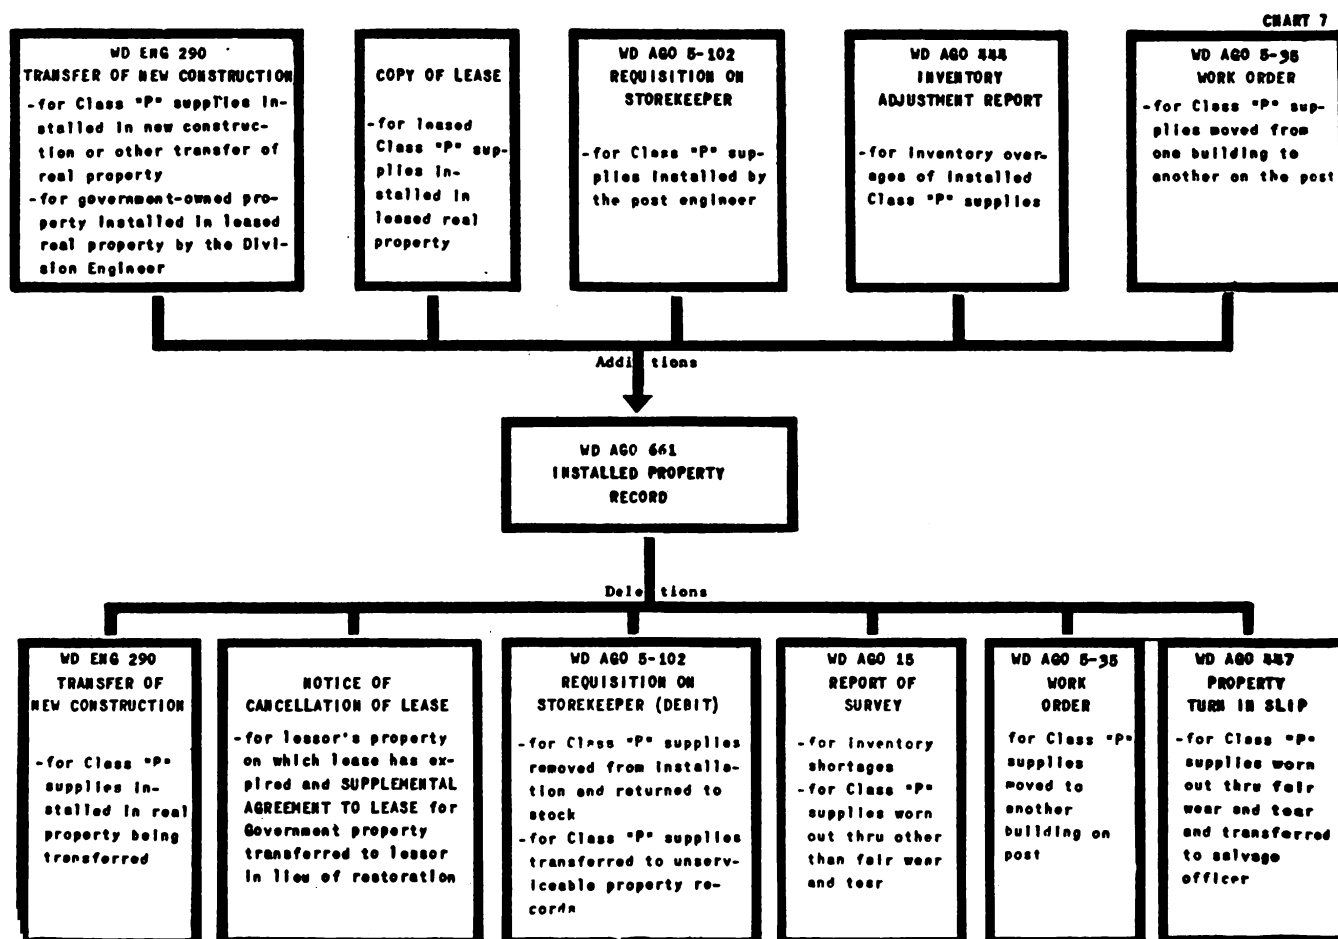 CHART 7
WD ENG 290
TRANSFER OF NEW CONSTRUCTION
-for Class "P" supplies in-
stalled in new construc-
tion or other transfer of
real property
-for government-owned pro-
perty installed in leased
real property by the Divi-
sion Engineer
COPY OF LEASE
-for leased
Class "P" sup-
plies in-
stalled in
leased real
property
WD AGO 5-102
REQUISITION ON
STOREKEEPER
-for Class "P" sup-
plies installed by
the post engineer
WD AGO 444
INVENTORY
ADJUSTMENT REPORT
-for inventory over-
ages of installed
Class "P" supplies
WD AGO 5-35
WORK ORDER
-for Class "P" sup-
plies moved from
one building to
another on the post
Additions
WD AGO 661
INSTALLED PROPERTY
RECORD
Deletions
WD ENG 290
TRANSFER OF
NEW CONSTRUCTION
-for Class "P"
supplies in-
stalled in real
property being
transferred
NOTICE OF
CANCELLATION OF LEASE
-for lessor's property
on which lease has ex-
pired and SUPPLEMENTAL
AGREEMENT TO LEASE for
Government property
transferred to lessor
in lieu of restoration
WD AGO 5-102
REQUISITION ON
STOREKEEPER (DEBIT)
-for Class "P" supplies
removed from installa-
tion and returned to
stock
-for Class "P" supplies
transferred to unserv-
iceable property re-
cords
WD AGO 15
REPORT OF
SURVEY
-for inventory
shortages
-for Class "P"
supplies worn
out thru other
than fair wear
and tear
WD AGO 5-35
WORK
ORDER
for Class "P"
supplies
moved to
another
building on
post
WD AGO 447
PROPERTY
TURN IN SLIP
-for Class "P"
supplies worn
out thru fair
wear and tear
and transferred
to salvage
officer